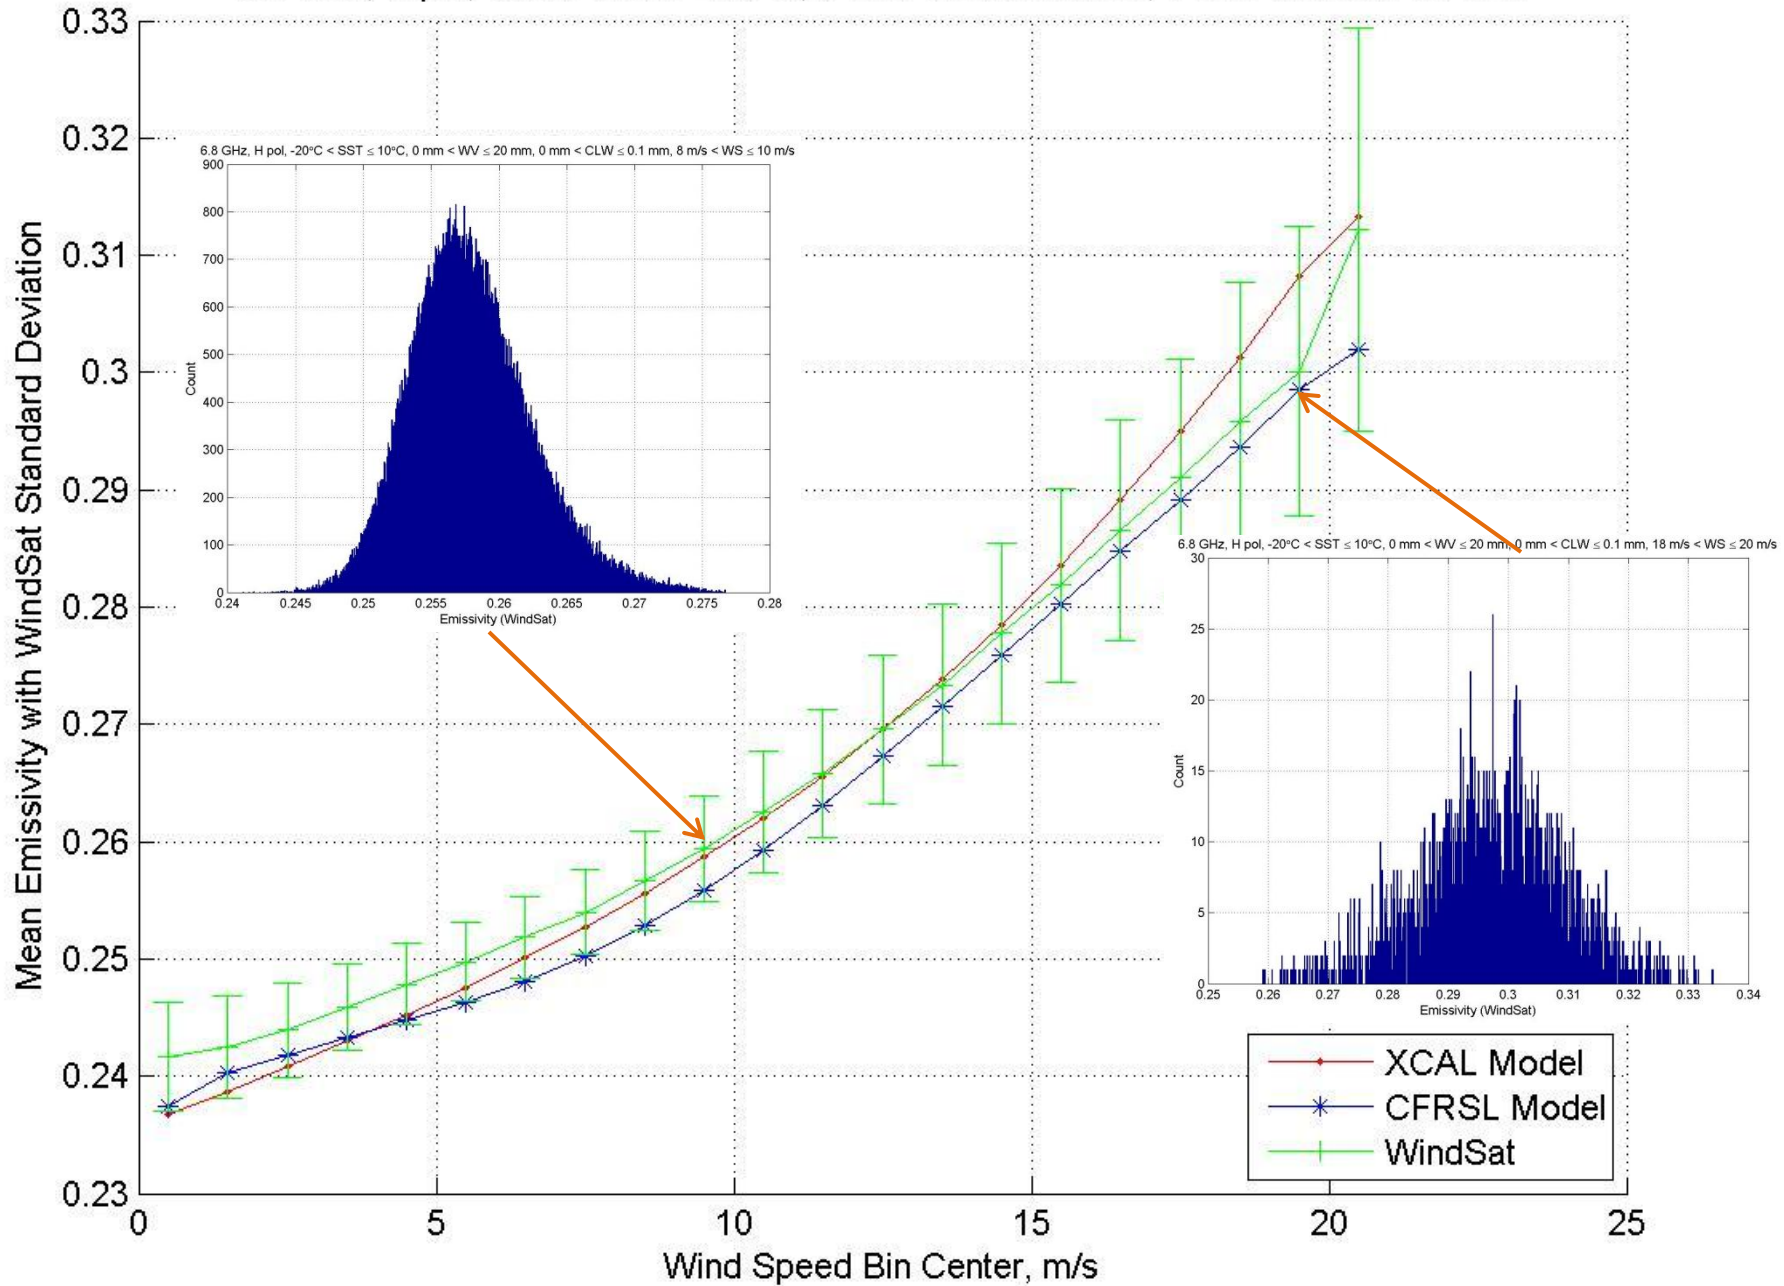 0.33
0.32
0.31
0.3
0.29
0.28
0.27
0.26
0.25
0.24
0.23
Mean Emissivity with WindSat Standard Deviation
6.8 GHz, H pol, -20°C < SST ≤ 10°C, 0 mm < WV ≤ 20 mm, 0 mm < CLW ≤ 0.1 mm, 8 m/s < WS ≤ 10 m/s
900
800
700
600
500
400
300
200
100
0
Count
0.24 0.245 0.25 0.255 0.26 0.265 0.27 0.275 0.28
Emissivity (WindSat)
6.8 GHz, H pol, -20°C < SST ≤ 10°C, 0 mm < WV ≤ 20 mm, 0 mm < CLW ≤ 0.1 mm, 18 m/s < WS ≤ 20 m/s
30
25
20
15
10
5
0
Count
0.25 0.26 0.27 0.28 0.29 0.3 0.31 0.32 0.33 0.34
Emissivity (WindSat)
XCAL Model
CFRSL Model
WindSat
0 5 10 15 20 25
Wind Speed Bin Center, m/s